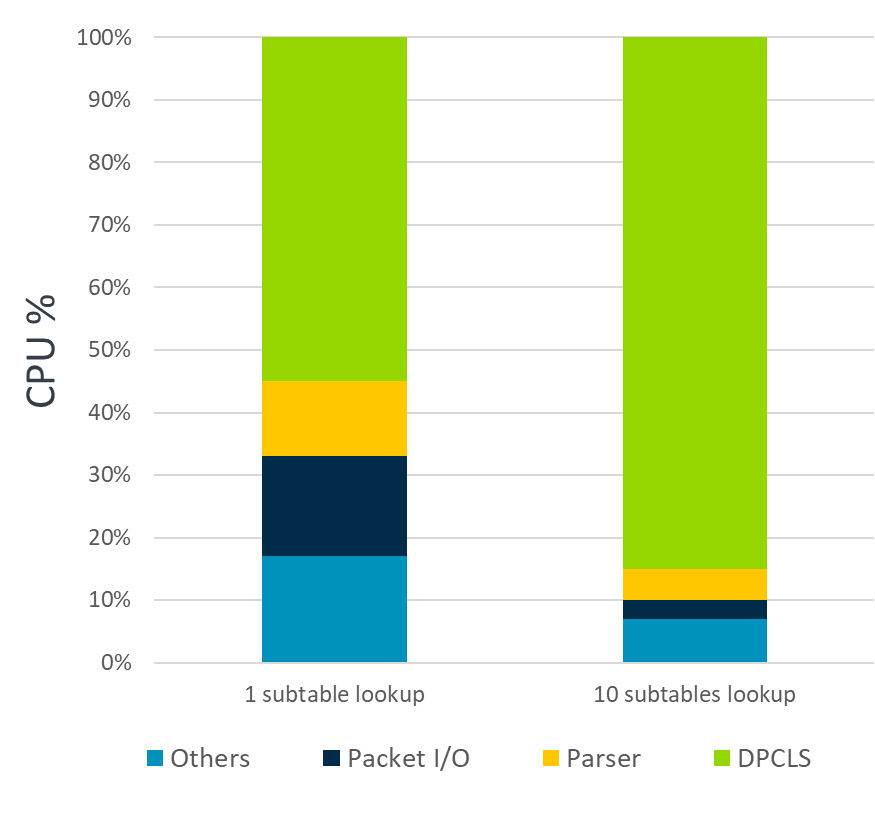 100%
90%
80%
70%
60%
50%
40%
30%
20%
10%
0%
CPU %
1 subtable lookup
10 subtables lookup
Others
Packet I/O
Parser
DPCLS